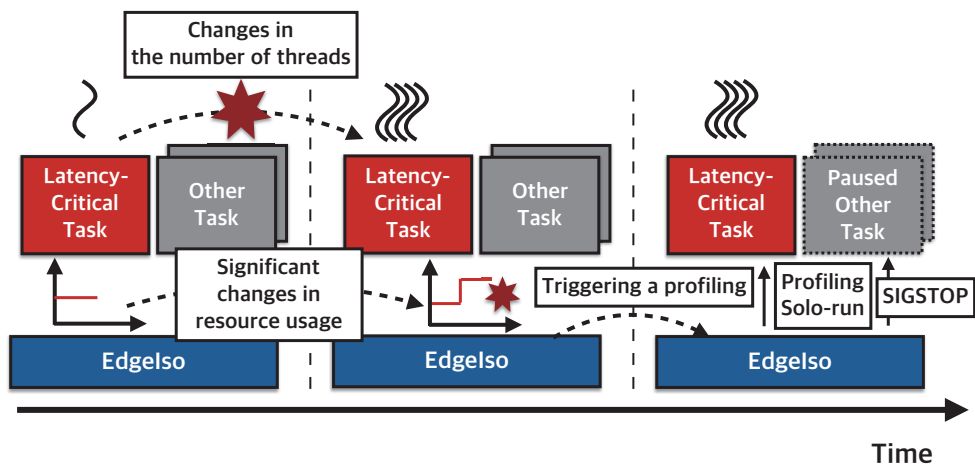 Changes in
the number of threads
Latency-
Critical
Task
Other
Task
Latency-
Critical
Task
Other
Task
Latency-
Critical
Task
Paused
Other
Task
Significant
changes in
resource usage
Triggering a profiling
Profiling
Solo-run
SIGSTOP
EdgeIso
EdgeIso
EdgeIso
Time